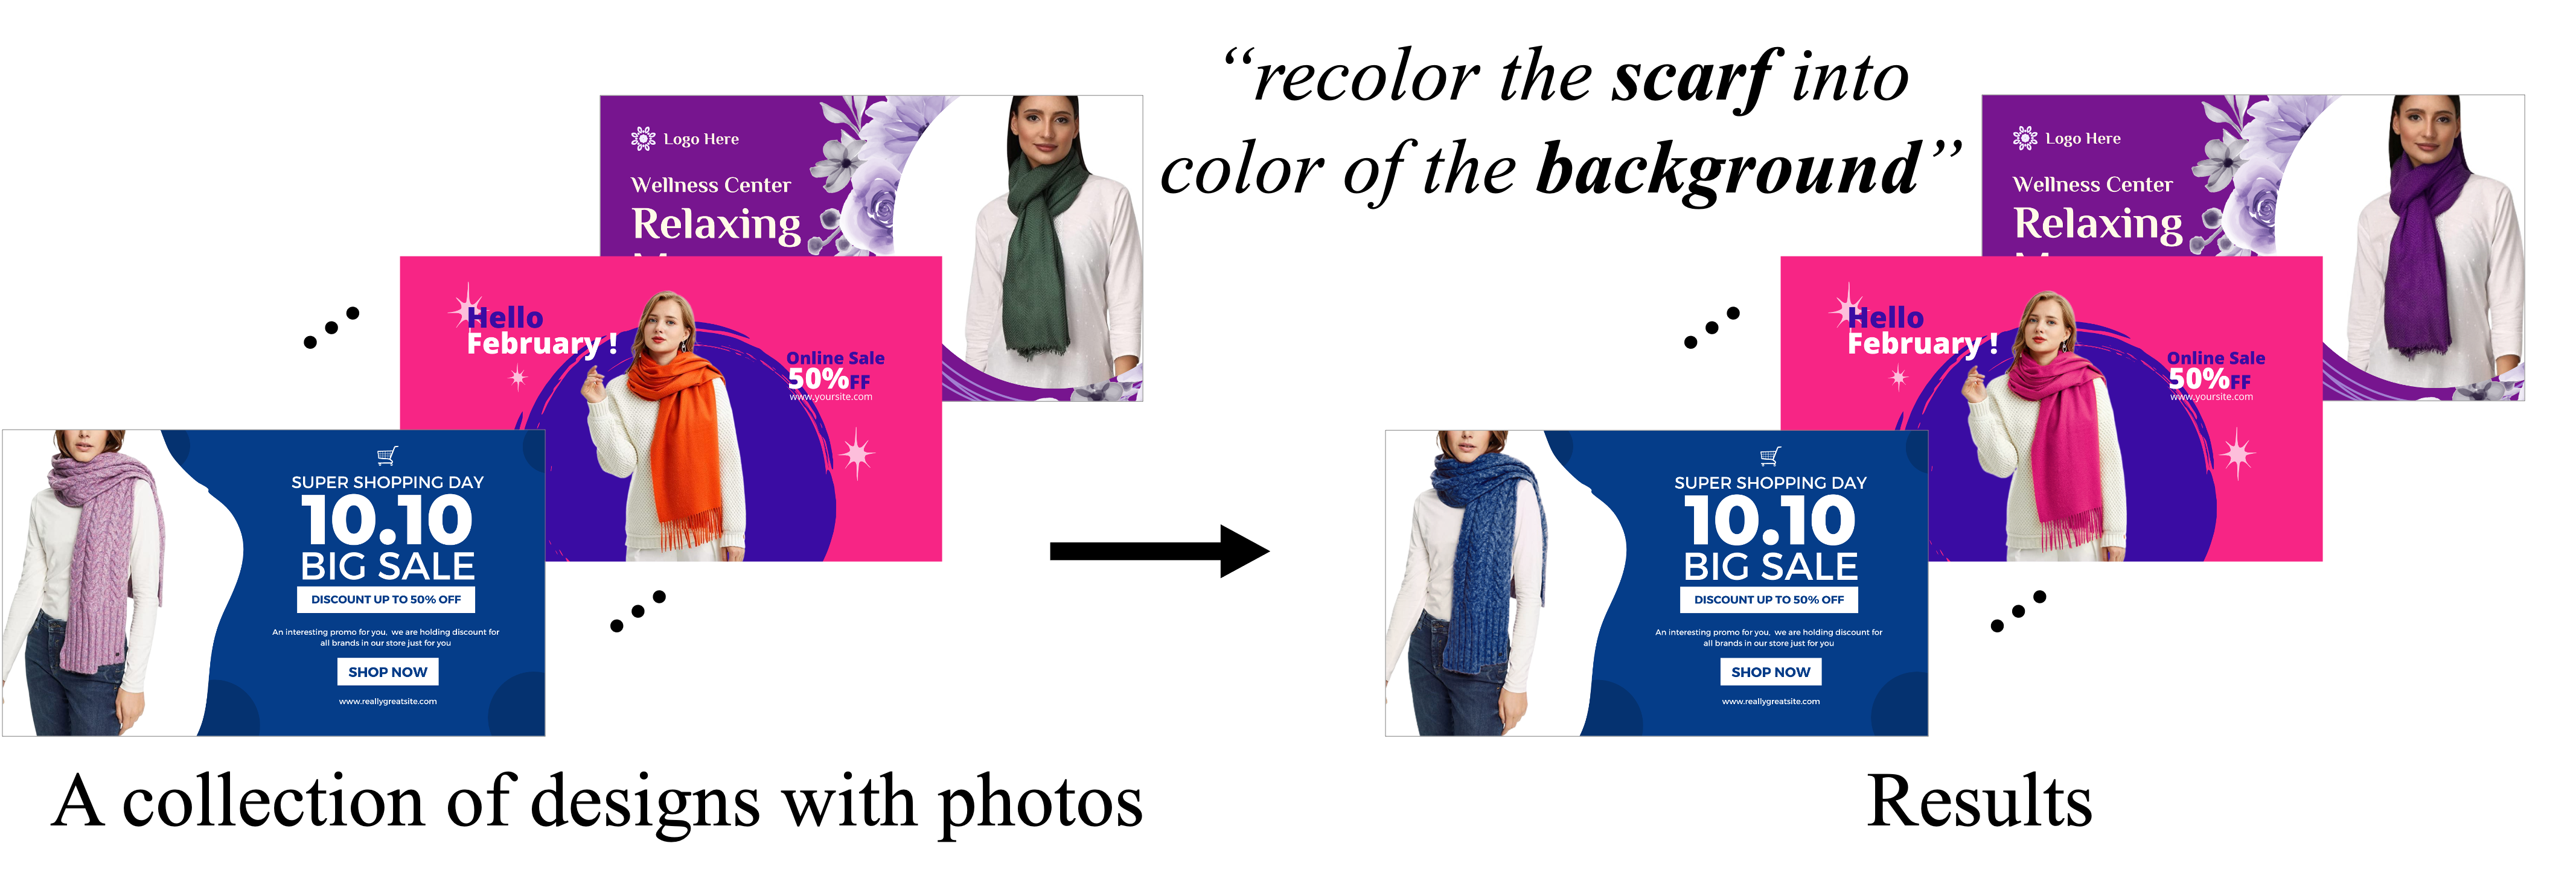 “recolor the scarf into
color of the background”
Logo Here
Wellness Center
Relaxing
Hello
February !
Online Sale
50%FF
www.yoursite.com
SUPER SHOPPING DAY
10.10
BIG SALE
DISCOUNT UP TO 50% OFF
An interesting promo for you, we are holding discount for
all brands in our store just for you
SHOP NOW
www.reallygreatsite.com
Logo Here
Wellness Center
Relaxing
Hello
February !
Online Sale
50%FF
www.yoursite.com
SUPER SHOPPING DAY
10.10
BIG SALE
DISCOUNT UP TO 50% OFF
An interesting promo for you, we are holding discount for
all brands in our store just for you
SHOP NOW
www.reallygreatsite.com
A collection of designs with photos
Results